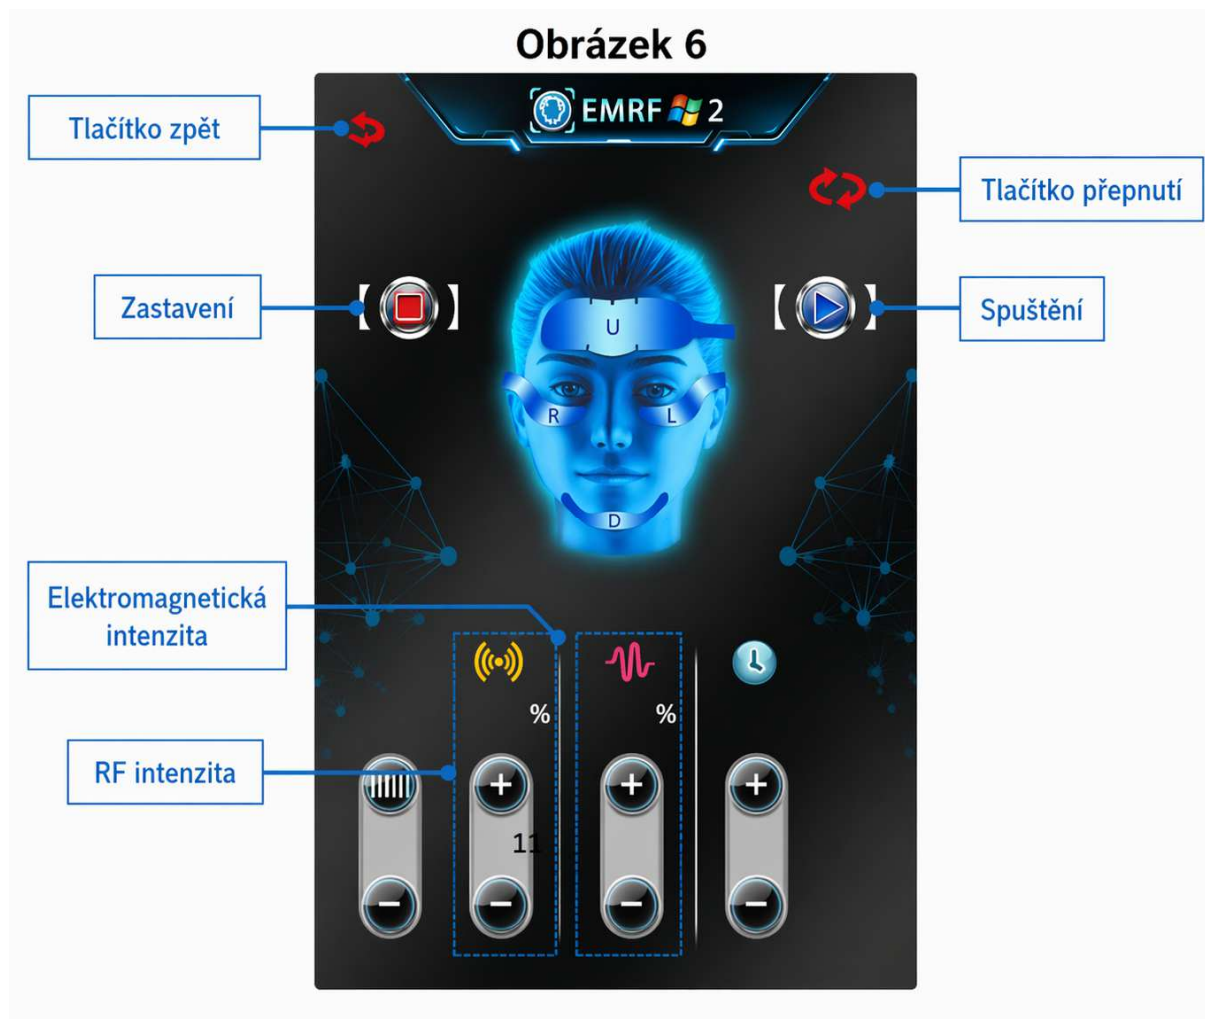 Obrázek 6
EMRF 2
Tlačítko zpět
Tlačítko přepnutí
Zastavení
Spuštění
U
R
L
D
Elektromagnetická
intenzita
%
%
RF intenzita
+
+
+
11
-
-
-
-